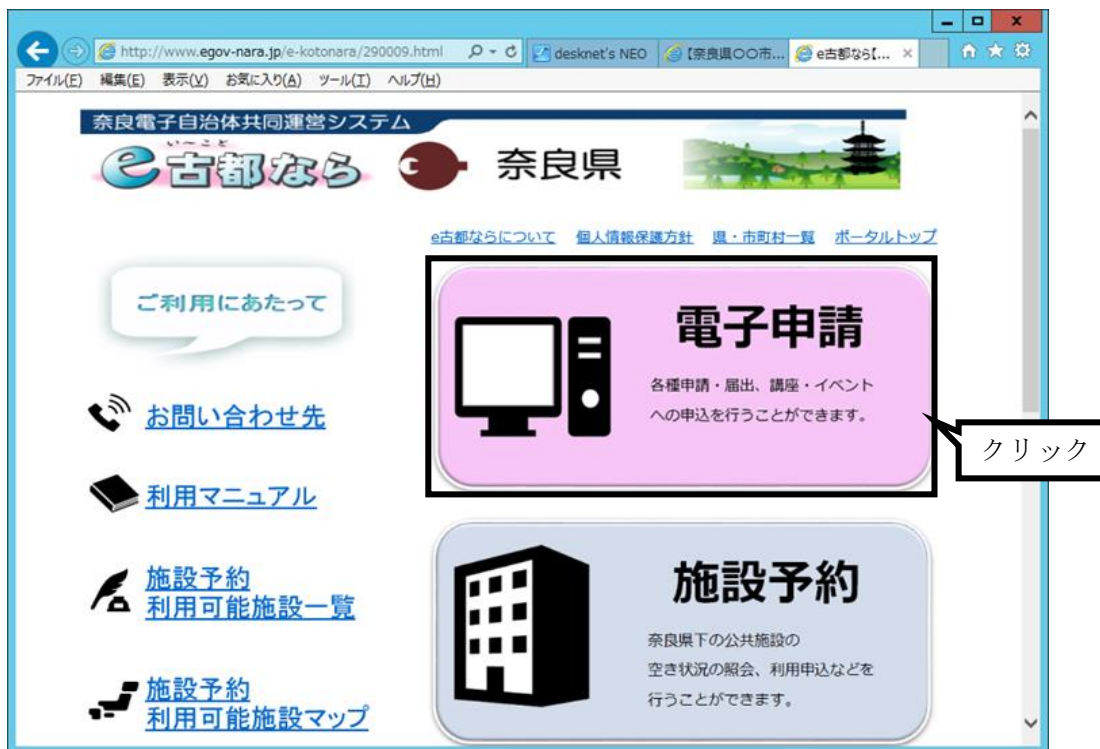 http://www.egov-nara.jp/e-kotonara/290009.html
desknet's NEO
【奈良県〇〇市...
e古都なら【...
ファイル(F) 編集(E) 表示(V) お気に入り(A) ツール(T) ヘルプ(H)
奈良電子自治体共同運営システム
い～こと
e古都なら
奈良県
e古都ならについて 個人情報保護方針 県・市町村一覧 ポータルトップ
ご利用にあたって
電子申請
各種申請・届出、講座・イベント
への申込を行うことができます。
クリック
お問い合わせ先
利用マニュアル
施設予約
利用可能施設一覧
施設予約
利用可能施設マップ
施設予約
奈良県下の公共施設の
空き状況の照会、利用申込などを
行うことができます。